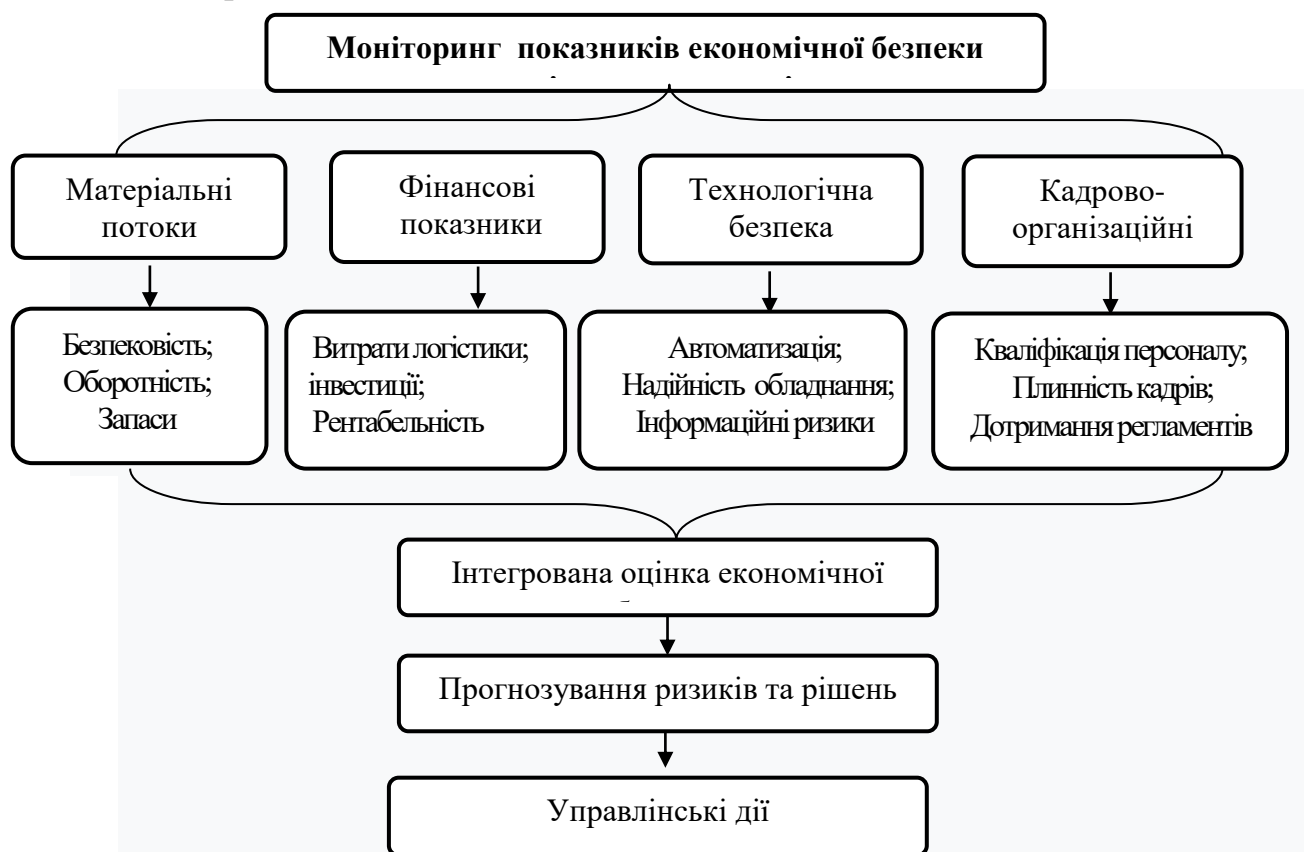 Моніторинг показників економічної безпеки
Матеріальні
потоки
Фінансові
показники
Технологічна
безпека
Кадрово-
організаційні
Безпековість;
Оборотність;
Запаси
Витрати логістики;
інвестиції;
Рентабельність
Автоматизація;
Надійність обладнання;
Інформаційні ризики
Кваліфікація персоналу;
Плинність кадрів;
Дотримання регламентів
Інтегрована оцінка економічної
Прогнозування ризиків та рішень
Управлінські дії